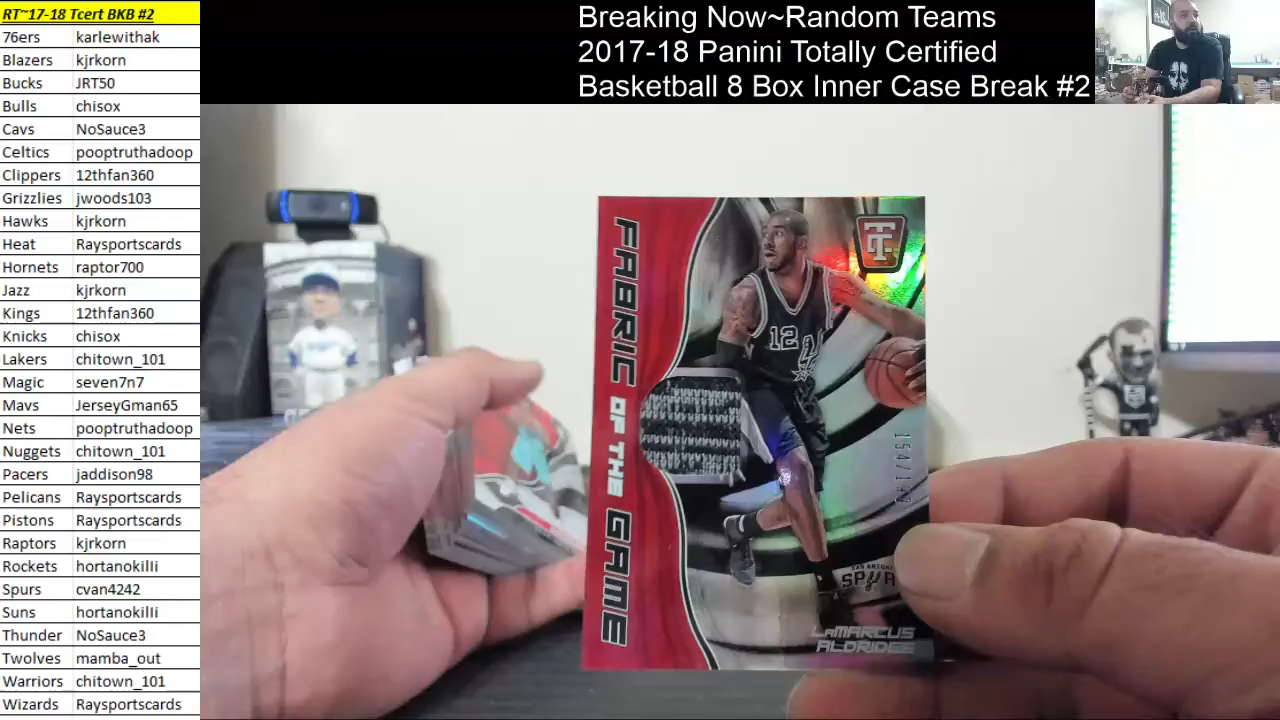 RT~17-18 Tcert BKB #2
76ers karlewithak
Blazers kjrkorn
Bucks JRT50
Bulls chisox
Cavs NoSauce3
Celtics pooptruthadoop
Clippers 12thfan360
Grizzlies jwoods103
Hawks kjrkorn
Heat Raysportscards
Hornets raptor700
Jazz kjrkorn
Kings 12thfan360
Knicks chisox
Lakers chitown_101
Magic seven7n7
Mavs JerseyGman65
Nets pooptruthadoop
Nuggets chitown_101
Pacers jaddison98
Pelicans Raysportscards
Pistons Raysportscards
Raptors kjrkorn
Rockets hortanokilli
Spurs cvan4242
Suns hortanokilli
Thunder NoSauce3
Twolves mamba_out
Warriors chitown_101
Wizards Raysportscards
Breaking Now~Random Teams
2017-18 Panini Totally Certified
Basketball 8 Box Inner Case Break #2
FABRIC OF THE GAME
12
SAN ANTONIO
SPUR
LaMARCUS
ALDRIDGE